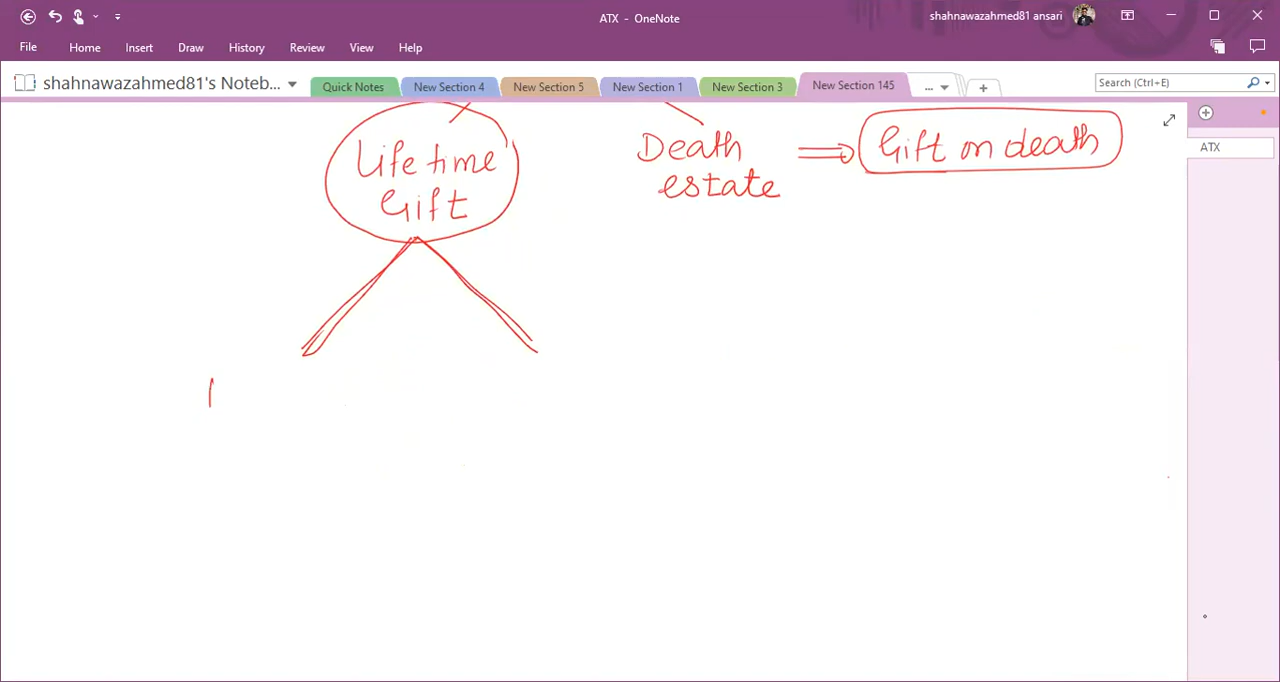 ATX - OneNote
shahnawazahmed81 ansari
File Home Insert Draw History Review View Help
shahnawazahmed81's Noteb... Quick Notes New Section 4 New Section 5 New Section 1 New Section 3 New Section 145 ... + Search (Ctrl+E)
ATX
Life time
Gift
Death
estate
Gift on death